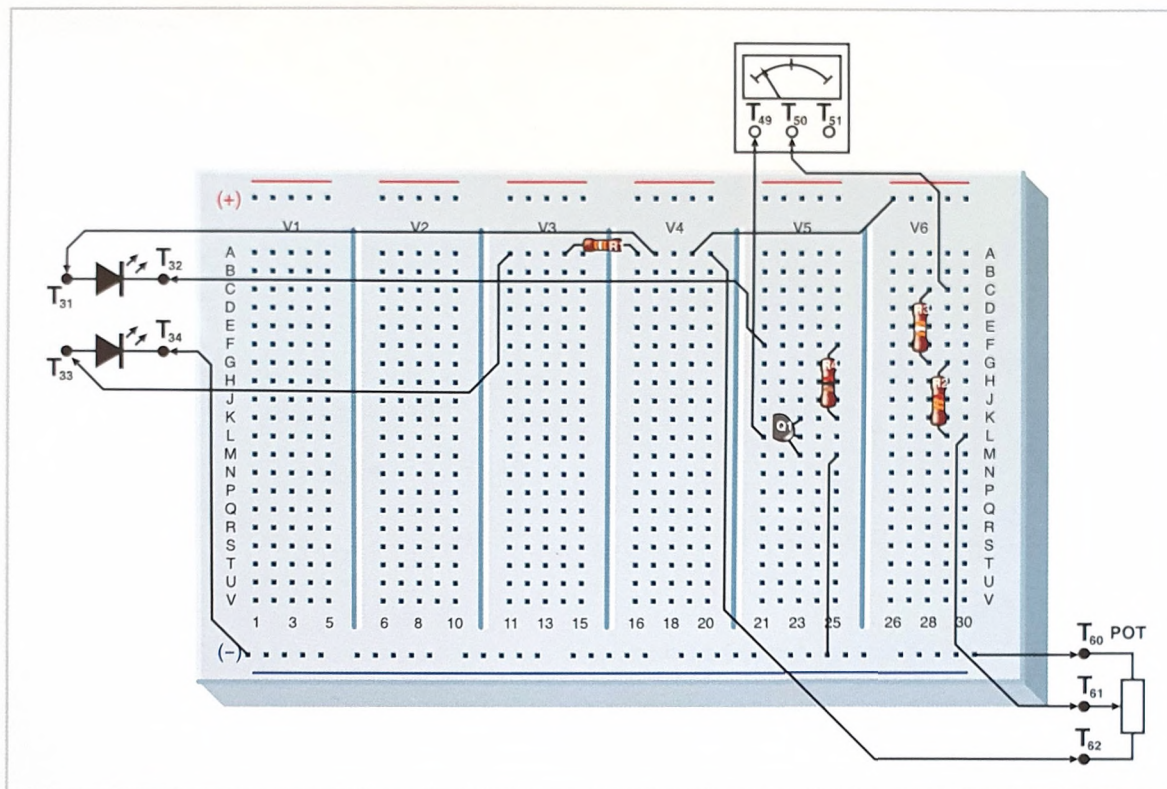 T49 T50 T51
(+)
V1 V2 V3 V4 V5 V6
A A
B B
C C
D D
E E
F F
G G
H H
J J
K K
L L
M M
N N
P P
Q Q
R R
S S
T T
U U
V V
T31 T32
T33 T34
Q1
1 3 5 6 8 10 11 13 15 16 18 20 21 23 25 26 28 30
(-)
T60 POT
T61
T62